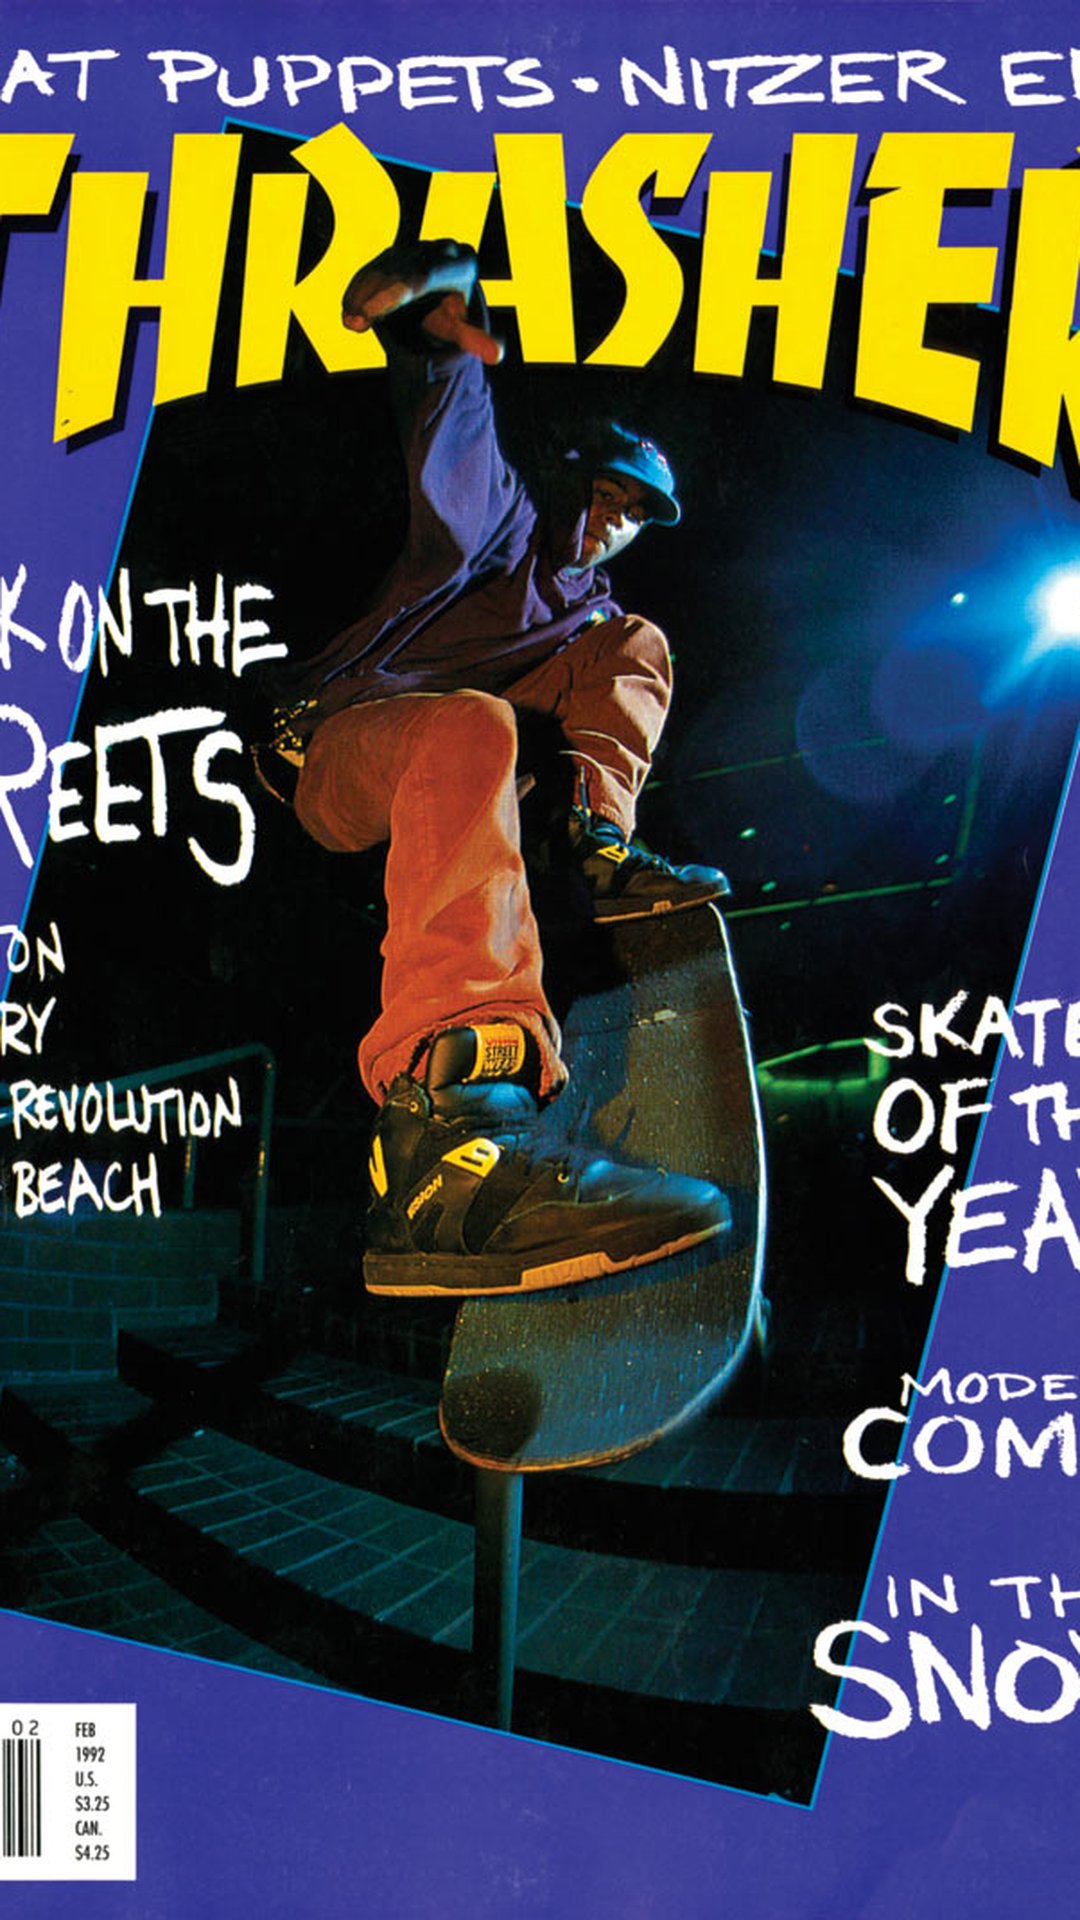 AT PUPPETS • NITZER E
THRASHER
K ON THE
REETS
ON
RY
-REVOLUTION
BEACH
STREET
WEAR
VISION
SKATE
OF TH
YEA
MODE
COM
IN TH
SNO
02
FEB
1992
U.S.
$3.25
CAN.
$4.25